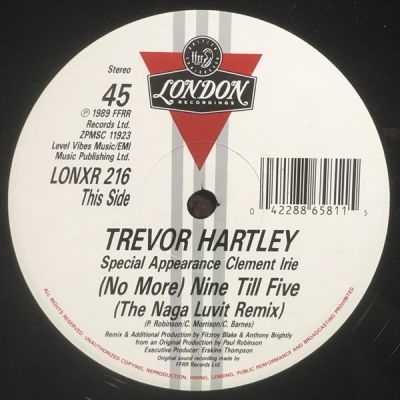 ffrr
Stereo
LONDON
RECORDINGS
45
℗ 1989 FFRR
Records Ltd.
ZPMSC 11923
Level Vibes Music/EMI
Music Publishing Ltd.
LONXR 216
This Side
0 42288 65811 5
TREVOR HARTLEY
Special Appearance Clement Irie
(No More) Nine Till Five
(The Naga Luvit Remix)
(P. Robinson/C. Morrison/C. Barnes)
Remix & Additional Production by Fitzroy Blake & Anthony Brightly
from an Original Production by Paul Robinson
Executive Producer: Erskine Thompson
Original sound recording made by
FFRR Records Ltd.
ALL RIGHTS RESERVED. UNAUTHORIZED COPYING, REPRODUCTION, HIRING, LENDING, PUBLIC PERFORMANCE AND BROADCASTING PROHIBITED.